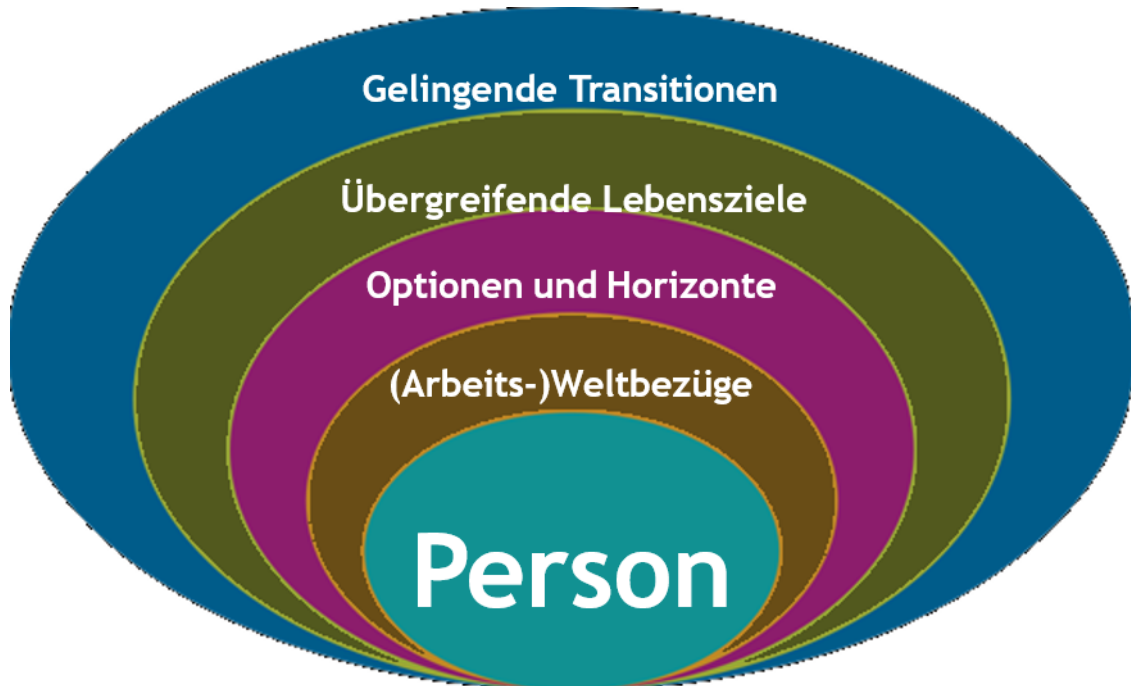 Gelingende Transitionen
Übergreifende Lebensziele
Optionen und Horizonte
(Arbeits-)Weltbezüge
Person